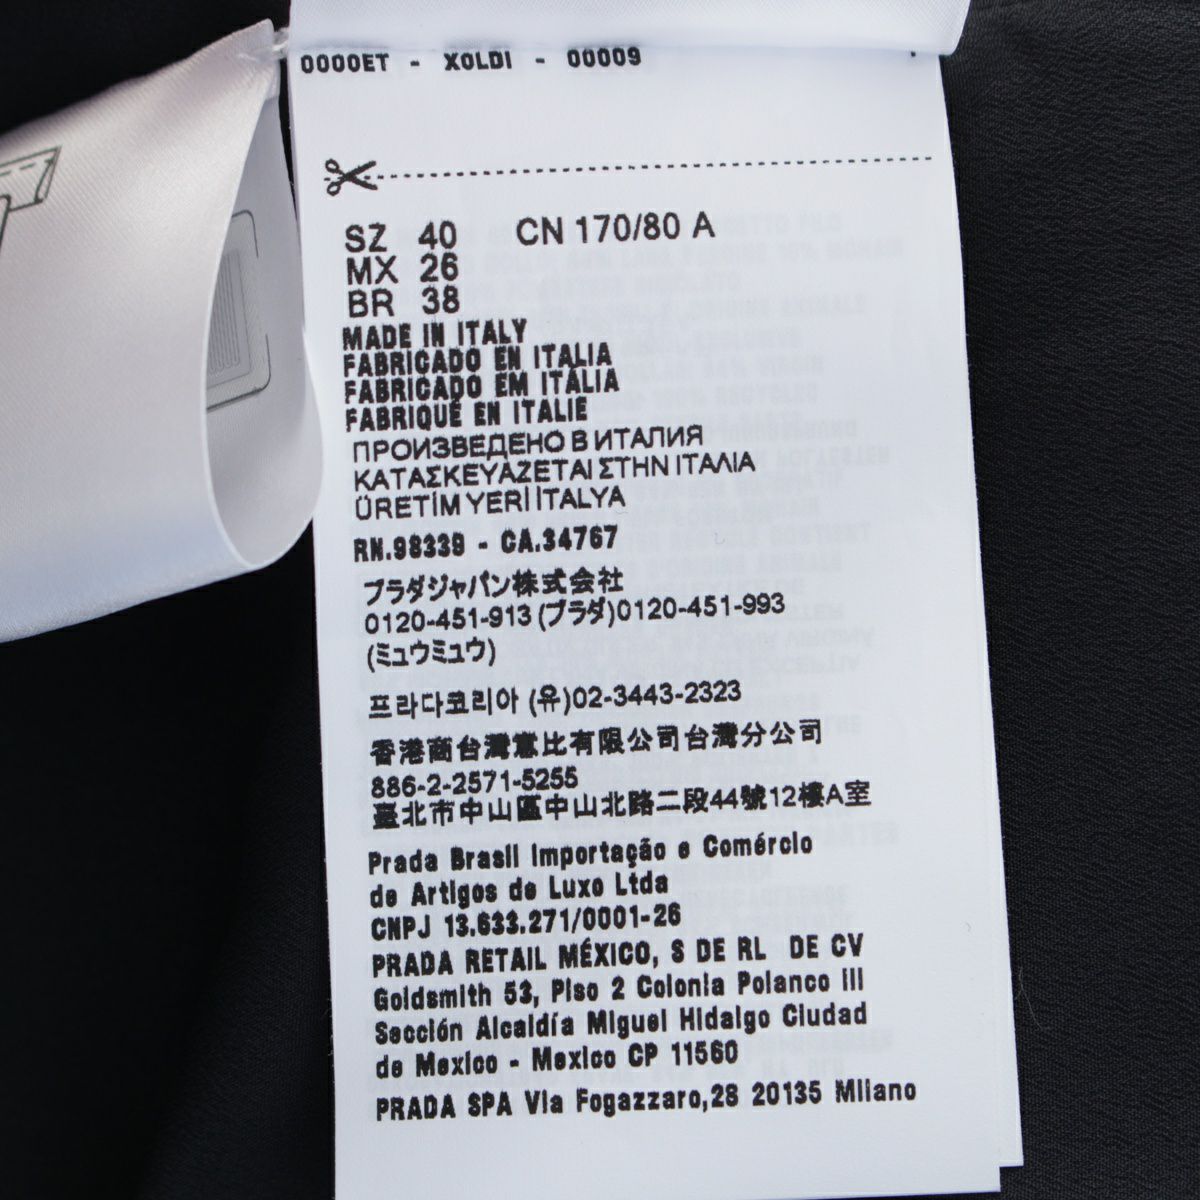 0000ET - XOLDI - 00009
SZ 40 CN 170/80 A
MX 26
BR 38
MADE IN ITALY
FABRICADO EN ITALIA
FABRICADO EM ITÁLIA
FABRIQUÉ EN ITALIE
ПРОИЗВЕДЕНО В ИТАЛИЯ
ΚΑΤΑΣΚΕΥΑΖΕΤΑΙ ΣΤΗΝ ΙΤΑΛΙΑ
ÜRETİM YERİ İTALYA
RN.98339 - CA.34767
プラダジャパン株式会社
0120-451-913 (プラダ)0120-451-993
(ミュウミュウ)
프라다코리아 (유)02-3443-2323
香港商台灣意比有限公司台灣分公司
886-2-2571-5255
臺北市中山區中山北路二段44號12樓A室
Prada Brasil Importação e Comércio
de Artigos de Luxo Ltda
CNPJ 13.633.271/0001-26
PRADA RETAIL MÉXICO, S DE RL DE CV
Goldsmith 53, Piso 2 Colonia Polanco III
Sección Alcaldía Miguel Hidalgo Ciudad
de Mexico - Mexico CP 11560
PRADA SPA Via Fogazzaro,28 20135 Milano